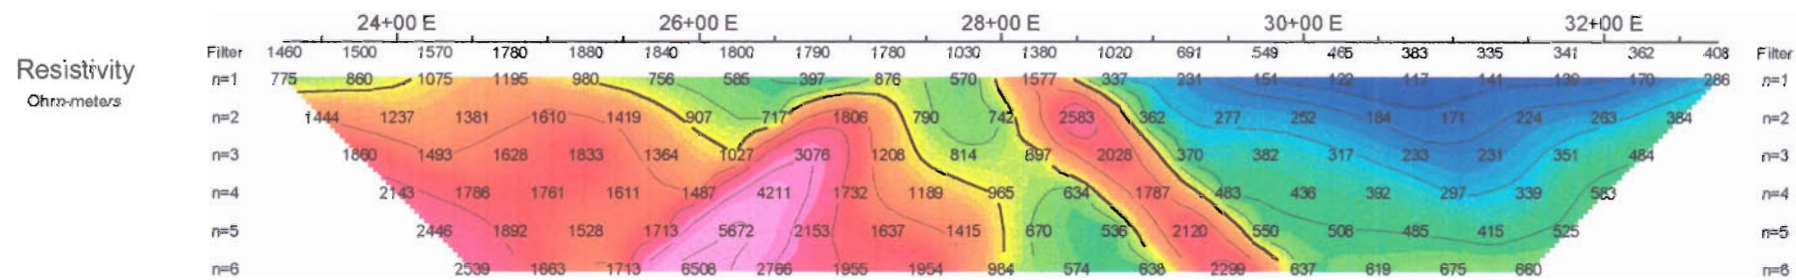 24+00 E 26+00 E 28+00 E 30+00 E 32+00 E
Filter 1460 1500 1570 1780 1880 1840 1800 1790 1780 1030 1380 1020 691 549 465 383 335 341 362 408 Filter
Resistivity
n=1 775 860 1075 1195 980 756 585 397 876 570 1577 337 231 151 122 117 141 139 170 286 n=1
Ohm-meters
n=2 1444 1237 1381 1610 1419 907 717 1806 790 742 2583 362 277 252 184 171 224 263 384 n=2
n=3 1860 1493 1628 1833 1364 1027 3076 1208 814 897 2028 370 382 317 233 231 351 484 n=3
n=4 2143 1786 1761 1611 1487 4211 1732 1189 965 634 1787 483 436 392 297 339 583 n=4
n=5 2446 1892 1528 1713 5672 2153 1637 1415 670 536 2120 550 508 485 415 525 n=5
n=6 2539 1663 1713 6508 2766 1955 1954 984 574 638 2299 637 619 675 660 n=6